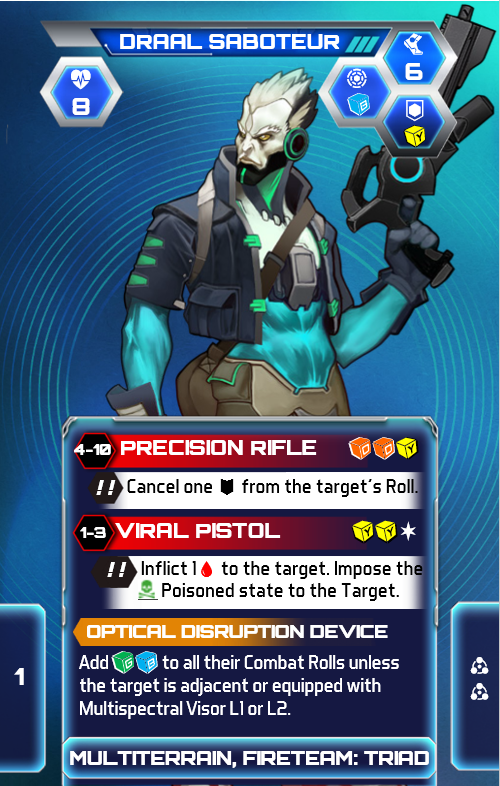 DRAAL SABOTEUR
8
6
B
Y
4-10 PRECISION RIFLE O O Y
!! Cancel one from the target's Roll.
1-3 VIRAL PISTOL Y Y
!! Inflict 1 to the target. Impose the
Poisoned state to the Target.
OPTICAL DISRUPTION DEVICE
Add G B to all their Combat Rolls unless
the target is adjacent or equipped with
Multispectral Visor L1 or L2.
1
MULTITERRAIN, FIRETEAM: TRIAD